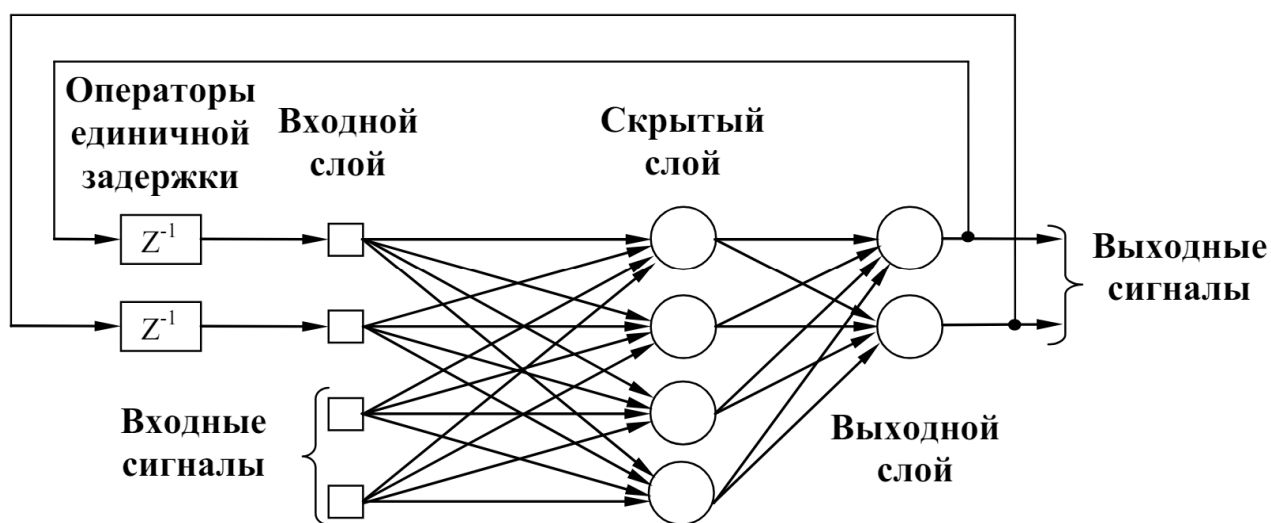 Операторы
единичной
задержки
Входной
слой
Скрытый
слой
Z⁻¹
Z⁻¹
Выходные
сигналы
Входные
сигналы
Выходной
слой